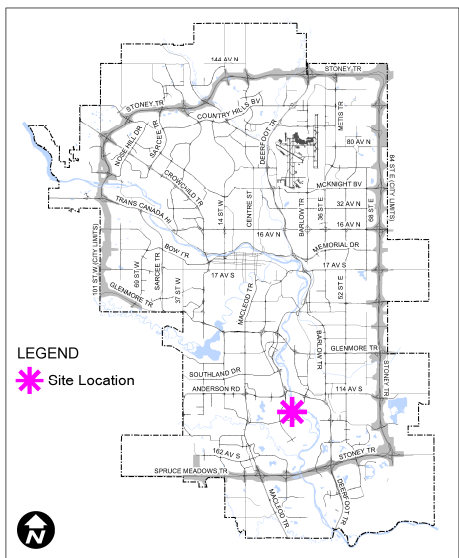 144 AV N
STONEY TR
STONEY TR
COUNTRY HILLS BV
METIS TR
DEERFOOT TR
NOSE HILL DR
SARCEE TR
80 AV N
CROWCHILD TR
MCKNIGHT BV
84 ST E (CITY LIMITS)
TRANS CANADA HI
14 ST W
CENTRE ST
BARLOW TR
36 ST E
32 AV N
68 ST E
16 AV N
16 AV N
BOW TR
MEMORIAL DR
101 ST W (CITY LIMITS)
69 ST W
SARCEE TR
37 ST W
17 AV S
17 AV S
52 ST E
GLENMORE TR
MACLEOD TR
BARLOW TR
GLENMORE TR
LEGEND
Site Location
SOUTHLAND DR
ANDERSON RD
114 AV S
STONEY TR
162 AV S
STONEY TR
SPRUCE MEADOWS TR
MACLEOD TR
DEERFOOT TR
N